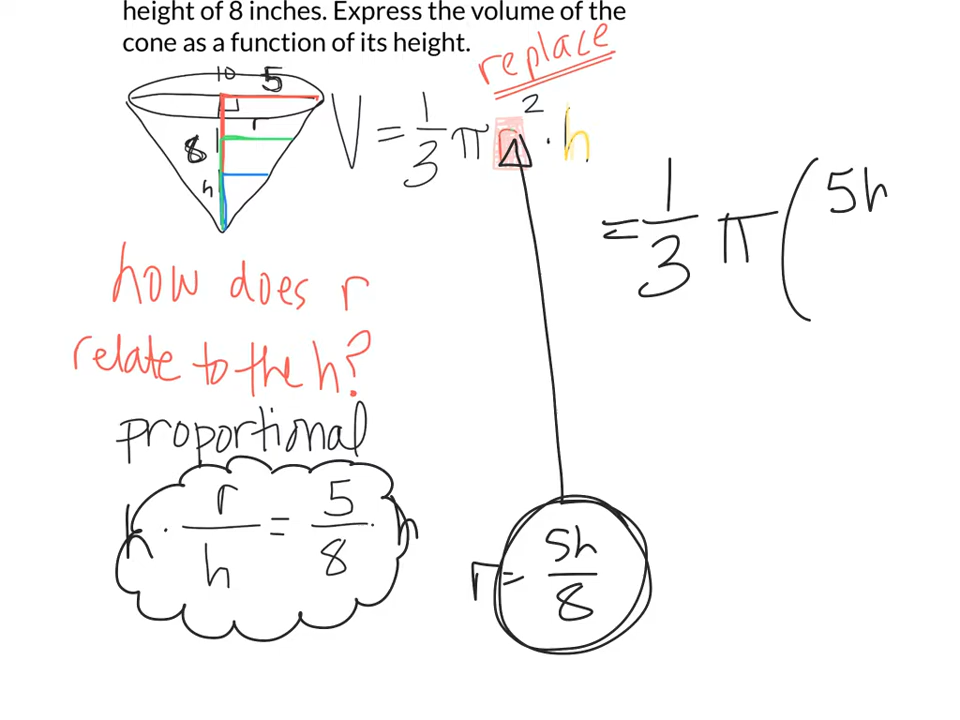 height of 8 inches. Express the volume of the
cone as a function of its height.
replace
10
5
r
8
h
V = 1/3 π r² · h
= 1/3 π ( 5h
how does r
relate to the h?
proportional
h · r/h = 5/8 · h
r = 5h/8